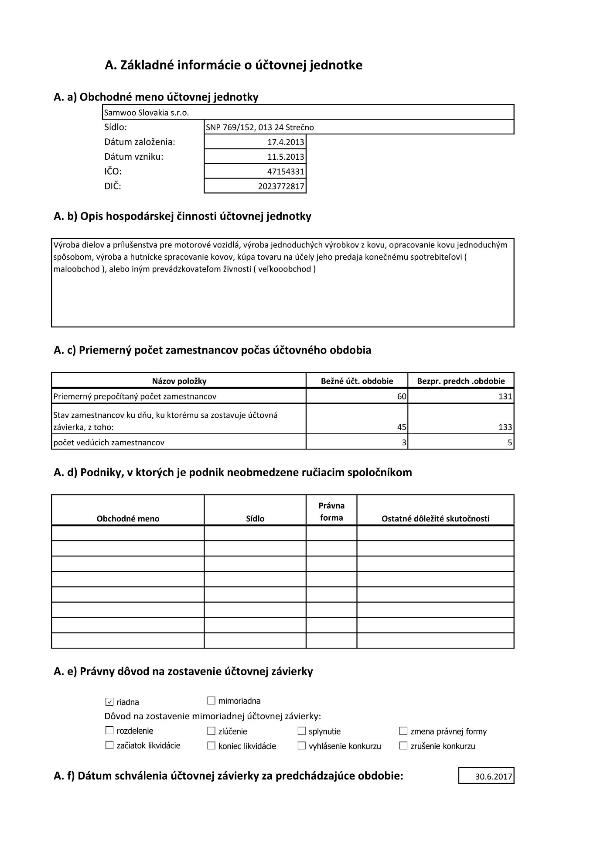 A. Základné informácie o účtovnej jednotke
A. a) Obchodné meno účtovnej jednotky
Samwoo Slovakia s.r.o.
Sídlo: SNP 769/152, 013 24 Strečno
Dátum založenia: 17.4.2013
Dátum vzniku: 11.5.2013
IČO: 47154331
DIČ: 2023772817
A. b) Opis hospodárskej činnosti účtovnej jednotky
Výroba dielov a prílušenstva pre motorové vozidlá, výroba jednoduchých výrobkov z kovu, opracovanie kovu jednoduchým
spôsobom, výroba a hutnícke spracovanie kovov, kúpa tovaru na účely jeho predaja konečnému spotrebiteľovi (
maloobchod ), alebo iným prevádzkovateľom živnosti ( veľkooobchod )
A. c) Priemerný počet zamestnancov počas účtovného obdobia
Názov položky Bežné účt. obdobie Bezpr. predch .obdobie
Priemerný prepočítaný počet zamestnancov 60 131
Stav zamestnancov ku dňu, ku ktorému sa zostavuje účtovná
závierka, z toho: 45 133
počet vedúcich zamestnancov 3 5
A. d) Podniky, v ktorých je podnik neobmedzene ručiacim spoločníkom
Obchodné meno Sídlo Právna forma Ostatné dôležité skutočnosti
A. e) Právny dôvod na zostavenie účtovnej závierky
riadna mimoriadna
Dôvod na zostavenie mimoriadnej účtovnej závierky:
rozdelenie zlúčenie splynutie zmena právnej formy
začiatok likvidácie koniec likvidácie vyhlásenie konkurzu zrušenie konkurzu
A. f) Dátum schválenia účtovnej závierky za predchádzajúce obdobie: 30.6.2017